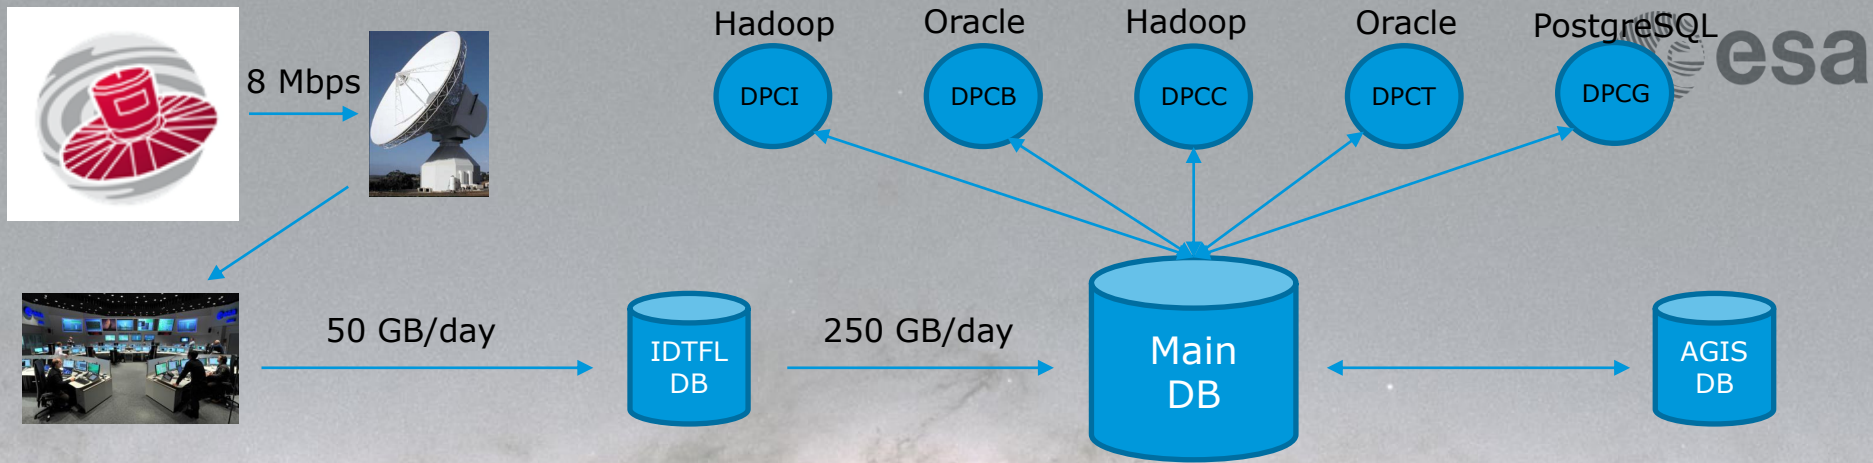 Hadoop
Oracle
Hadoop
Oracle
PostgreSQL
esa
8 Mbps
DPCI
DPCB
DPCC
DPCT
DPCG
50 GB/day
250 GB/day
IDTFL
DB
Main
DB
AGIS
DB